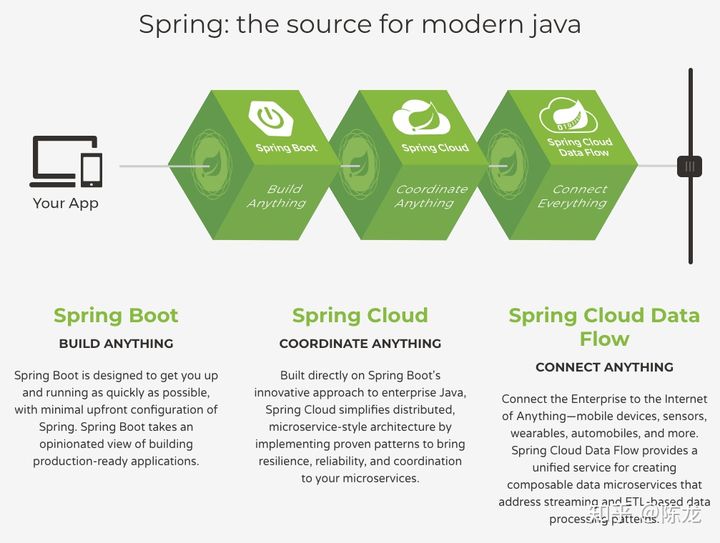 Spring: the source for modern java
Your App
Spring Boot
Build
Anything
Spring Cloud
Coordinate
Anything
Spring Cloud
Data Flow
Connect
Everything
Spring Boot
BUILD ANYTHING
Spring Boot is designed to get you up
and running as quickly as possible,
with minimal upfront configuration of
Spring. Spring Boot takes an
opinionated view of building
production-ready applications.
Spring Cloud
COORDINATE ANYTHING
Built directly on Spring Boot's
innovative approach to enterprise Java,
Spring Cloud simplifies distributed,
microservice-style architecture by
implementing proven patterns to bring
resilience, reliability, and coordination
to your microservices.
Spring Cloud Data
Flow
CONNECT ANYTHING
Connect the Enterprise to the Internet
of Anything—mobile devices, sensors,
wearables, automobiles, and more.
Spring Cloud Data Flow provides a
unified service for creating
composable data microservices that
address streaming and ETL-based data
processing patterns.
知乎 @陈龙